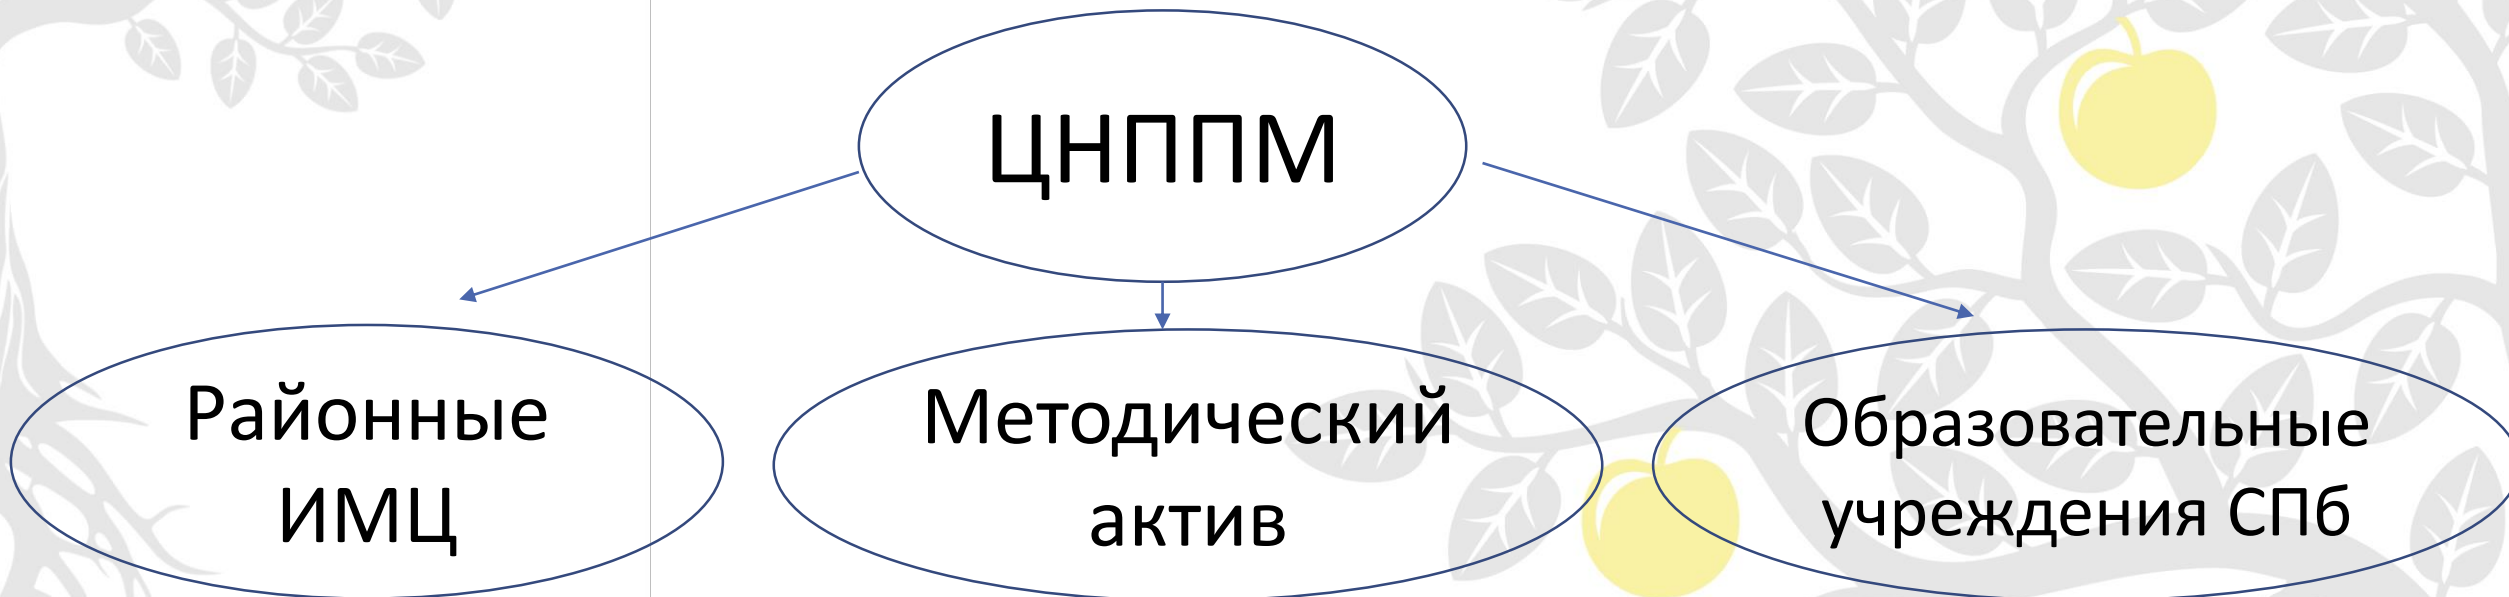 ЦНППМ
Районные
ИМЦ
Методический
актив
Образовательные
учреждения СПб